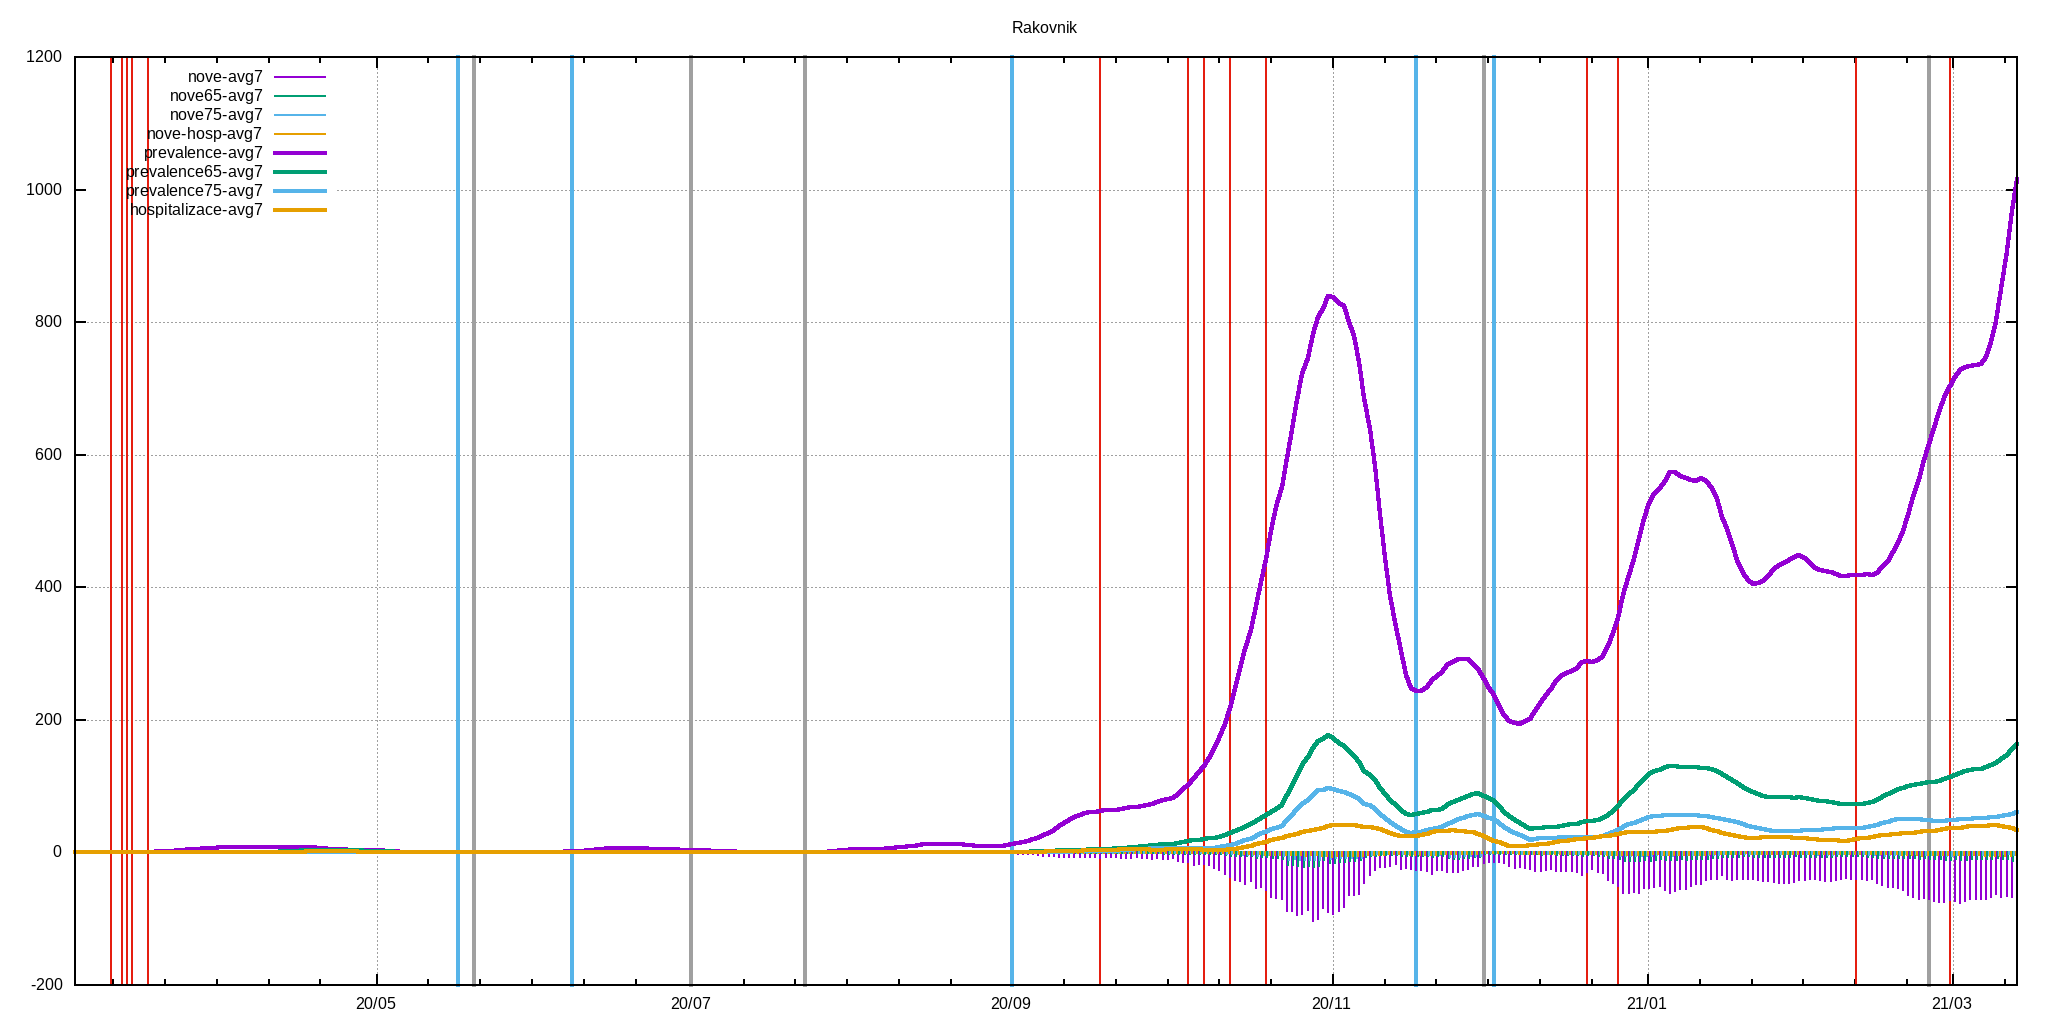 Rakovnik
1200
1000
800
600
400
200
0
-200
nove-avg7
nove65-avg7
nove75-avg7
nove-hosp-avg7
prevalence-avg7
prevalence65-avg7
prevalence75-avg7
hospitalizace-avg7
20/05
20/07
20/09
20/11
21/01
21/03